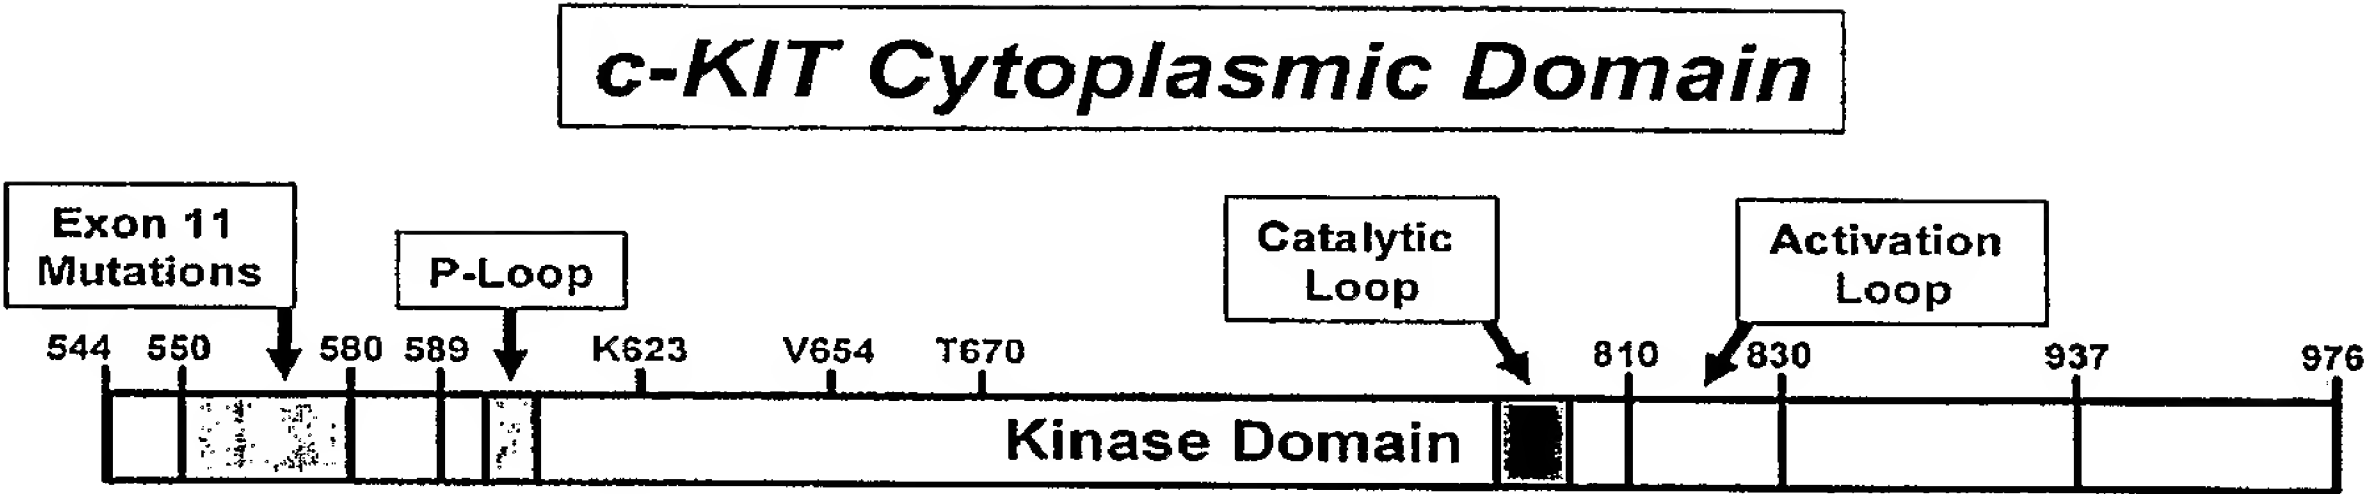 c-KIT Cytoplasmic Domain
Exon 11
Mutations
P-Loop
Catalytic
Loop
Activation
Loop
544 550 580 589 K623 V654 T670 810 830 937 976
Kinase Domain